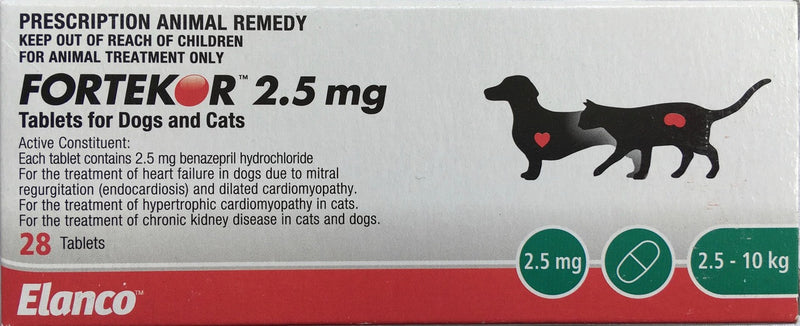 PRESCRIPTION ANIMAL REMEDY
KEEP OUT OF REACH OF CHILDREN
FOR ANIMAL TREATMENT ONLY
FORTEKOR™ 2.5 mg
Tablets for Dogs and Cats
Active Constituent:
Each tablet contains 2.5 mg benazepril hydrochloride
For the treatment of heart failure in dogs due to mitral
regurgitation (endocardiosis) and dilated cardiomyopathy.
For the treatment of hypertrophic cardiomyopathy in cats.
For the treatment of chronic kidney disease in cats and dogs.
28 Tablets
2.5 mg
2.5 - 10 kg
Elanco™